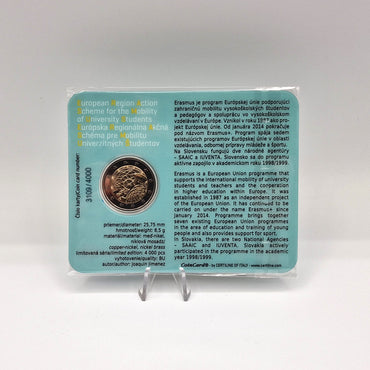 European Region Action
Scheme for the Mobility
of University Students
Európska Regionálna Akčná
Schéma pre Mobilitu
Univerzitných Študentov
Číslo karty/Coin card number:
3109/4000
priemer/diameter: 25,75 mm
hmotnosť/weight: 8,5 g
materiál/material: meď-nikel,
niklová mosadz
copper-nickel, nickel brass
limitovaná séria/limited edition: 4 000 pcs
vyhotovenie/quality: BU
autor/author: Joaquin Jimenez
Erasmus je program Európskej únie podporujúci
zahraničnú mobilitu vysokoškolských študentov
a pedagógov a spoluprácu vo vysokoškolskom
vzdelávaní v Európe. Vznikol v roku ako
projekt Európskej únie. Od januára 2014 pokračuje
pod názvom Erasmus+. Program spája sedem
existujúcich programov Európskej únie v oblasti
vzdelávania, odbornej prípravy mládeže a športu.
Na Slovensku fungujú dve národné agentúry
- SAAIC a IUVENTA. Slovensko sa do programu
aktívne zapojilo v akademickom roku 1998/1999.
Erasmus is a European Union programme that
supports the international mobility of university
students and teachers and the cooperation
in higher education within Europe. It was
established in 1987 as an independent project
of the European Union. It has continued to be
carried on under the name Erasmus+ since
January 2014. Programme brings together
seven existing European Union programmes
in the area of education and training of young
people and also provides support for sport.
In Slovakia, there are two National Agencies
- SAAIC and IUVENTA. Slovakia actively
participated in the programme in the academic
year 1998/1999.
CoinsCards by CERTILINE OF ITALY - www.certiline.com